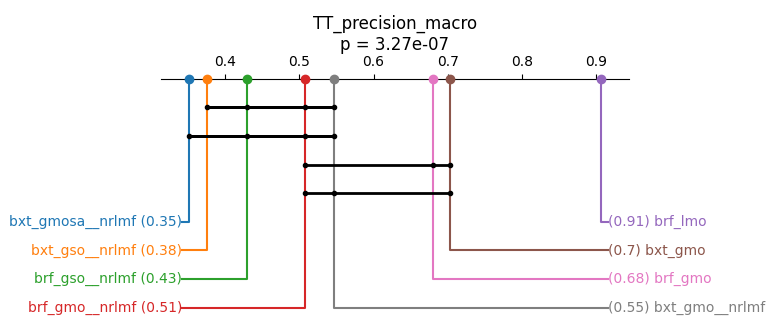 TT_precision_macro
p = 3.27e-07
0.4 0.5 0.6 0.7 0.8 0.9
bxt_gmosa__nrlmf (0.35) (0.91) brf_lmo
bxt_gso__nrlmf (0.38) (0.7) bxt_gmo
brf_gso__nrlmf (0.43) (0.68) brf_gmo
brf_gmo__nrlmf (0.51) (0.55) bxt_gmo__nrlmf